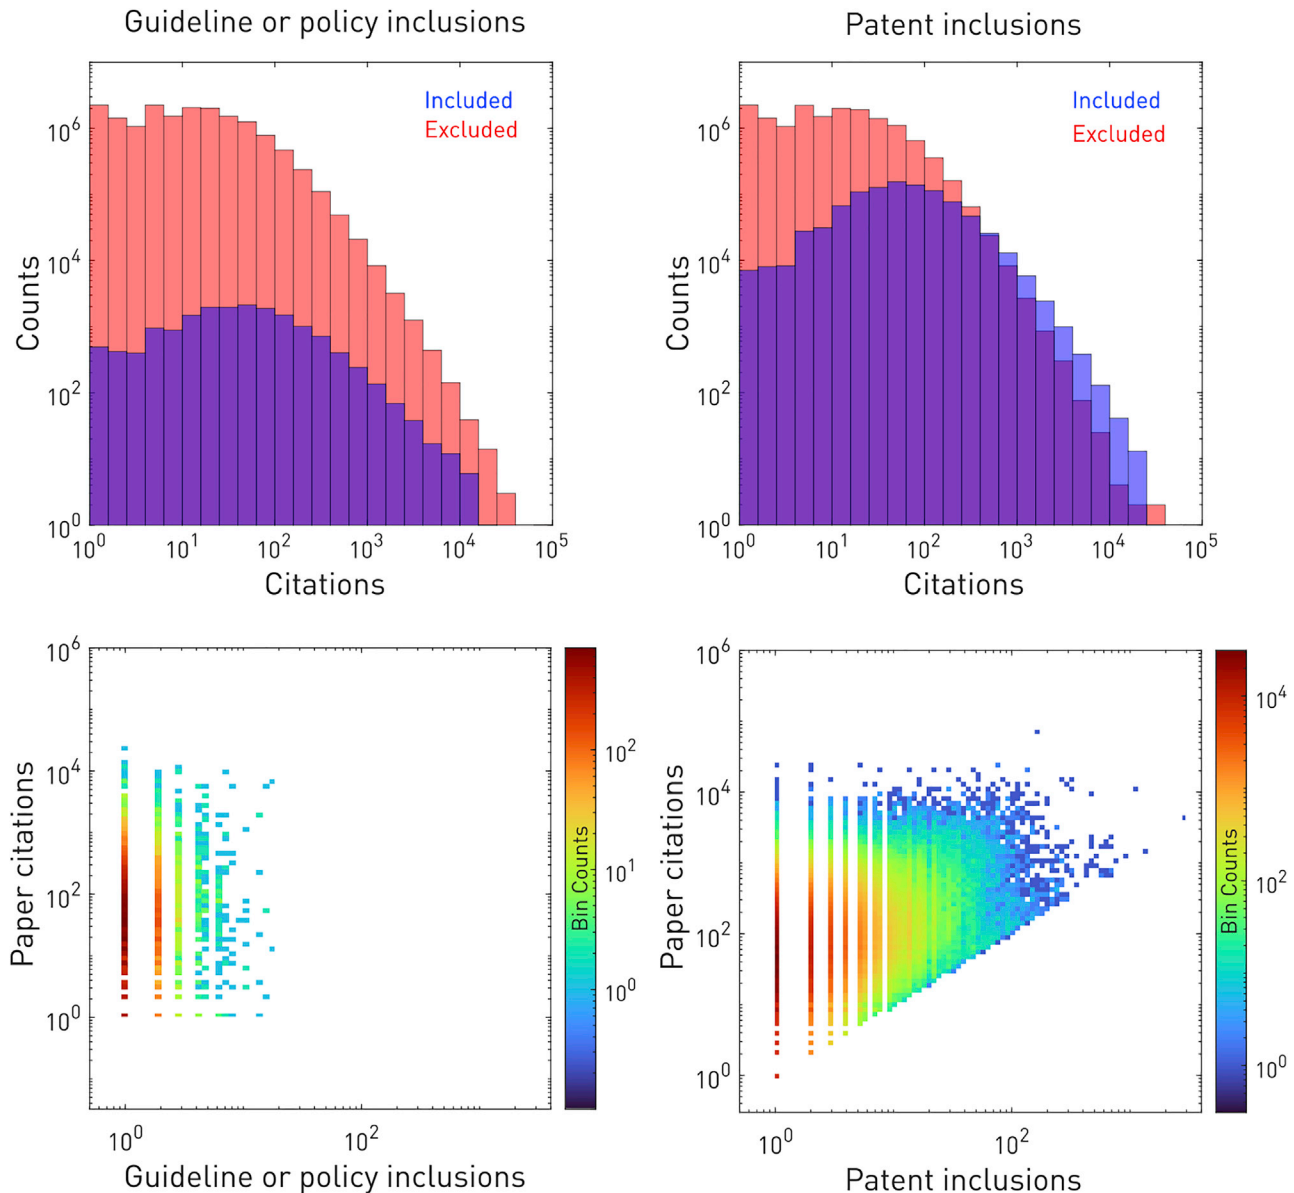 Guideline or policy inclusions
Patent inclusions
Included
Excluded
Included
Excluded
Counts
10^6
10^4
10^2
10^0
10^0 10^1 10^2 10^3 10^4 10^5
Citations
Counts
10^6
10^4
10^2
10^0
10^0 10^1 10^2 10^3 10^4 10^5
Citations
Paper citations
10^6
10^4
10^2
10^0
10^0 10^2
Guideline or policy inclusions
Bin Counts
10^2
10^1
10^0
Paper citations
10^6
10^4
10^2
10^0
10^0 10^2
Patent inclusions
Bin Counts
10^4
10^2
10^0